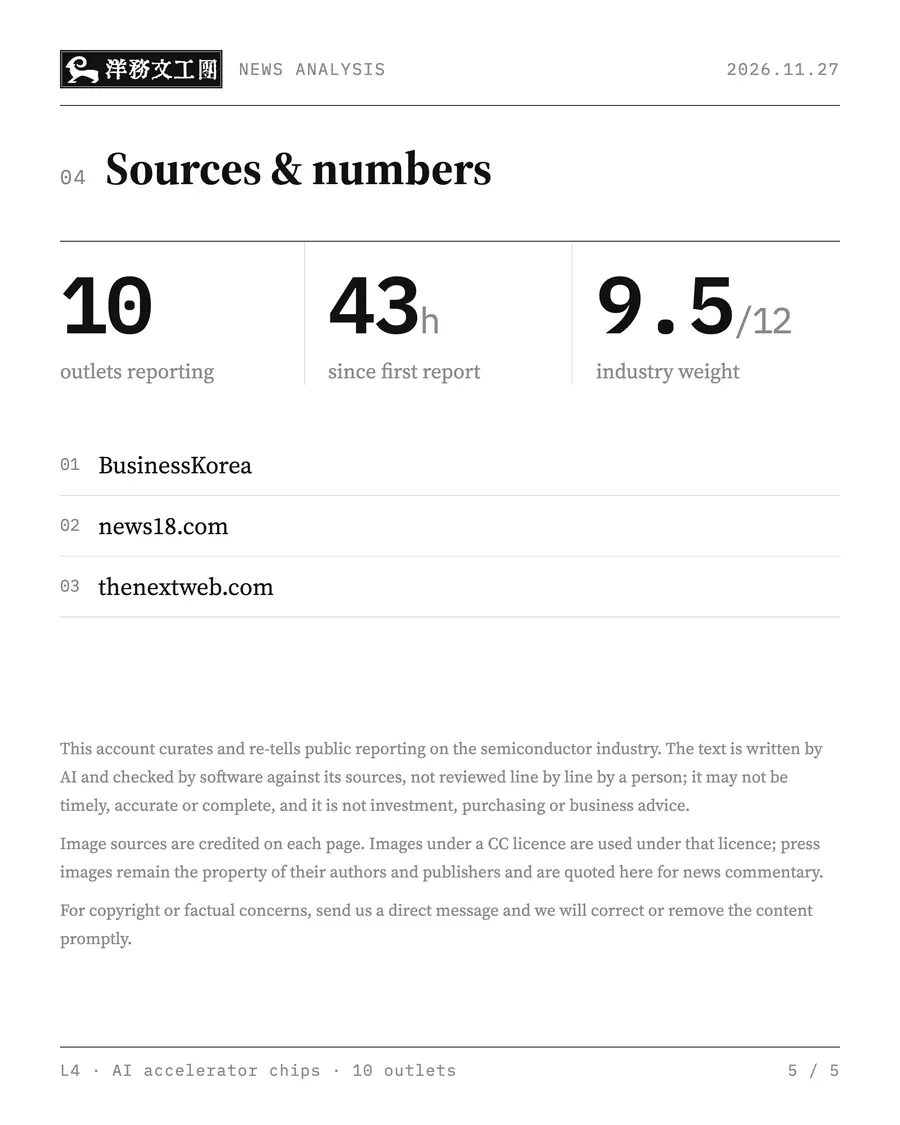 洋務文工團 NEWS ANALYSIS 2026.11.27
04 Sources & numbers
10 43h 9.5/12
outlets reporting since first report industry weight
01 BusinessKorea
02 news18.com
03 thenextweb.com
This account curates and re-tells public reporting on the semiconductor industry. The text is written by
AI and checked by software against its sources, not reviewed line by line by a person; it may not be
timely, accurate or complete, and it is not investment, purchasing or business advice.
Image sources are credited on each page. Images under a CC licence are used under that licence; press
images remain the property of their authors and publishers and are quoted here for news commentary.
For copyright or factual concerns, send us a direct message and we will correct or remove the content
promptly.
L4 · AI accelerator chips · 10 outlets 5 / 5